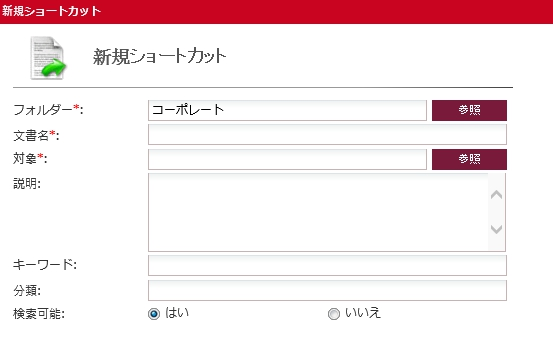 新規ショートカット
新規ショートカット
フォルダー*: コーポレート 参照
文書名*:
対象*: 参照
説明:
キーワード:
分類:
検索可能: はい いいえ